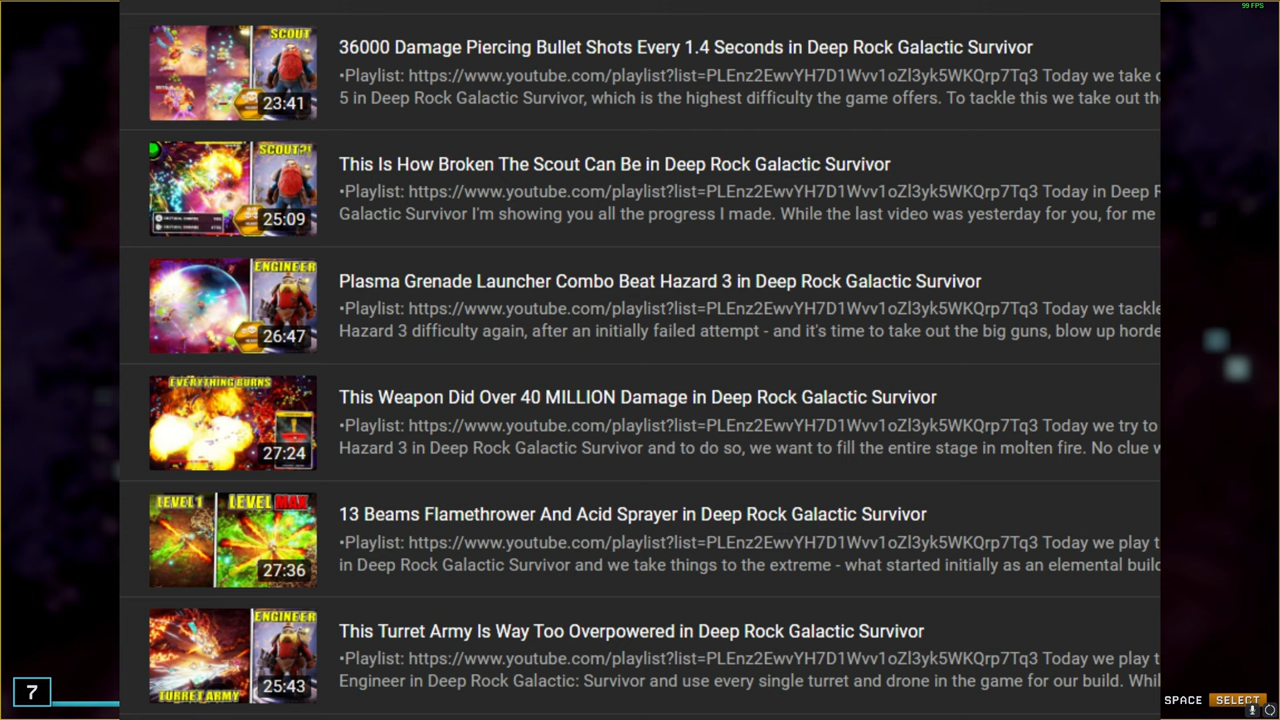 99 FPS
SCOUT
23:41
36000 Damage Piercing Bullet Shots Every 1.4 Seconds in Deep Rock Galactic Survivor
•Playlist: https://www.youtube.com/playlist?list=PLEnz2EwvYH7D1Wvv1oZl3yk5WKQrp7Tq3 Today we take
5 in Deep Rock Galactic Survivor, which is the highest difficulty the game offers. To tackle this we take out the
SCOUT?!
25:09
This Is How Broken The Scout Can Be in Deep Rock Galactic Survivor
•Playlist: https://www.youtube.com/playlist?list=PLEnz2EwvYH7D1Wvv1oZl3yk5WKQrp7Tq3 Today in Deep R
Galactic Survivor I'm showing you all the progress I made. While the last video was yesterday for you, for me
ENGINEER
26:47
Plasma Grenade Launcher Combo Beat Hazard 3 in Deep Rock Galactic Survivor
•Playlist: https://www.youtube.com/playlist?list=PLEnz2EwvYH7D1Wvv1oZl3yk5WKQrp7Tq3 Today we tackle
Hazard 3 difficulty again, after an initially failed attempt - and it's time to take out the big guns, blow up horde
EVERYTHING BURNS
27:24
This Weapon Did Over 40 MILLION Damage in Deep Rock Galactic Survivor
•Playlist: https://www.youtube.com/playlist?list=PLEnz2EwvYH7D1Wvv1oZl3yk5WKQrp7Tq3 Today we try to
Hazard 3 in Deep Rock Galactic Survivor and to do so, we want to fill the entire stage in molten fire. No clue w
LEVEL 1 LEVEL MAX
27:36
13 Beams Flamethrower And Acid Sprayer in Deep Rock Galactic Survivor
•Playlist: https://www.youtube.com/playlist?list=PLEnz2EwvYH7D1Wvv1oZl3yk5WKQrp7Tq3 Today we play t
in Deep Rock Galactic Survivor and we take things to the extreme - what started initially as an elemental build
ENGINEER
TURRET ARMY
25:43
This Turret Army Is Way Too Overpowered in Deep Rock Galactic Survivor
•Playlist: https://www.youtube.com/playlist?list=PLEnz2EwvYH7D1Wvv1oZl3yk5WKQrp7Tq3 Today we play t
Engineer in Deep Rock Galactic: Survivor and use every single turret and drone in the game for our build. Whil
7
SPACE SELECT